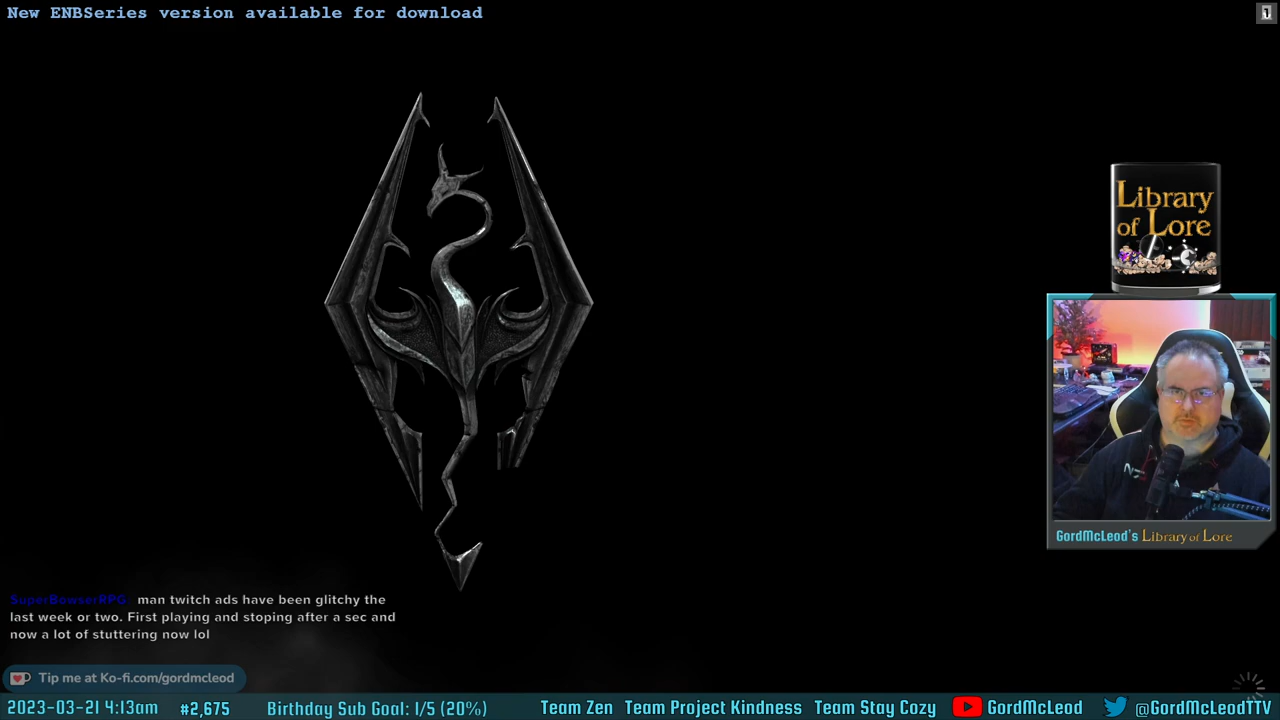 New ENBSeries version available for download
1
Library
of Lore
N7
GordMcLeod's Library of Lore
SuperBowserRPG: man twitch ads have been glitchy the
last week or two. First playing and stoping after a sec and
now a lot of stuttering now lol
Tip me at Ko-fi.com/gordmcleod
2023-03-21 4:13am #2,675 Birthday Sub Goal: 1/5 (20%) Team Zen Team Project Kindness Team Stay Cozy GordMcLeod @GordMcLeodTTV